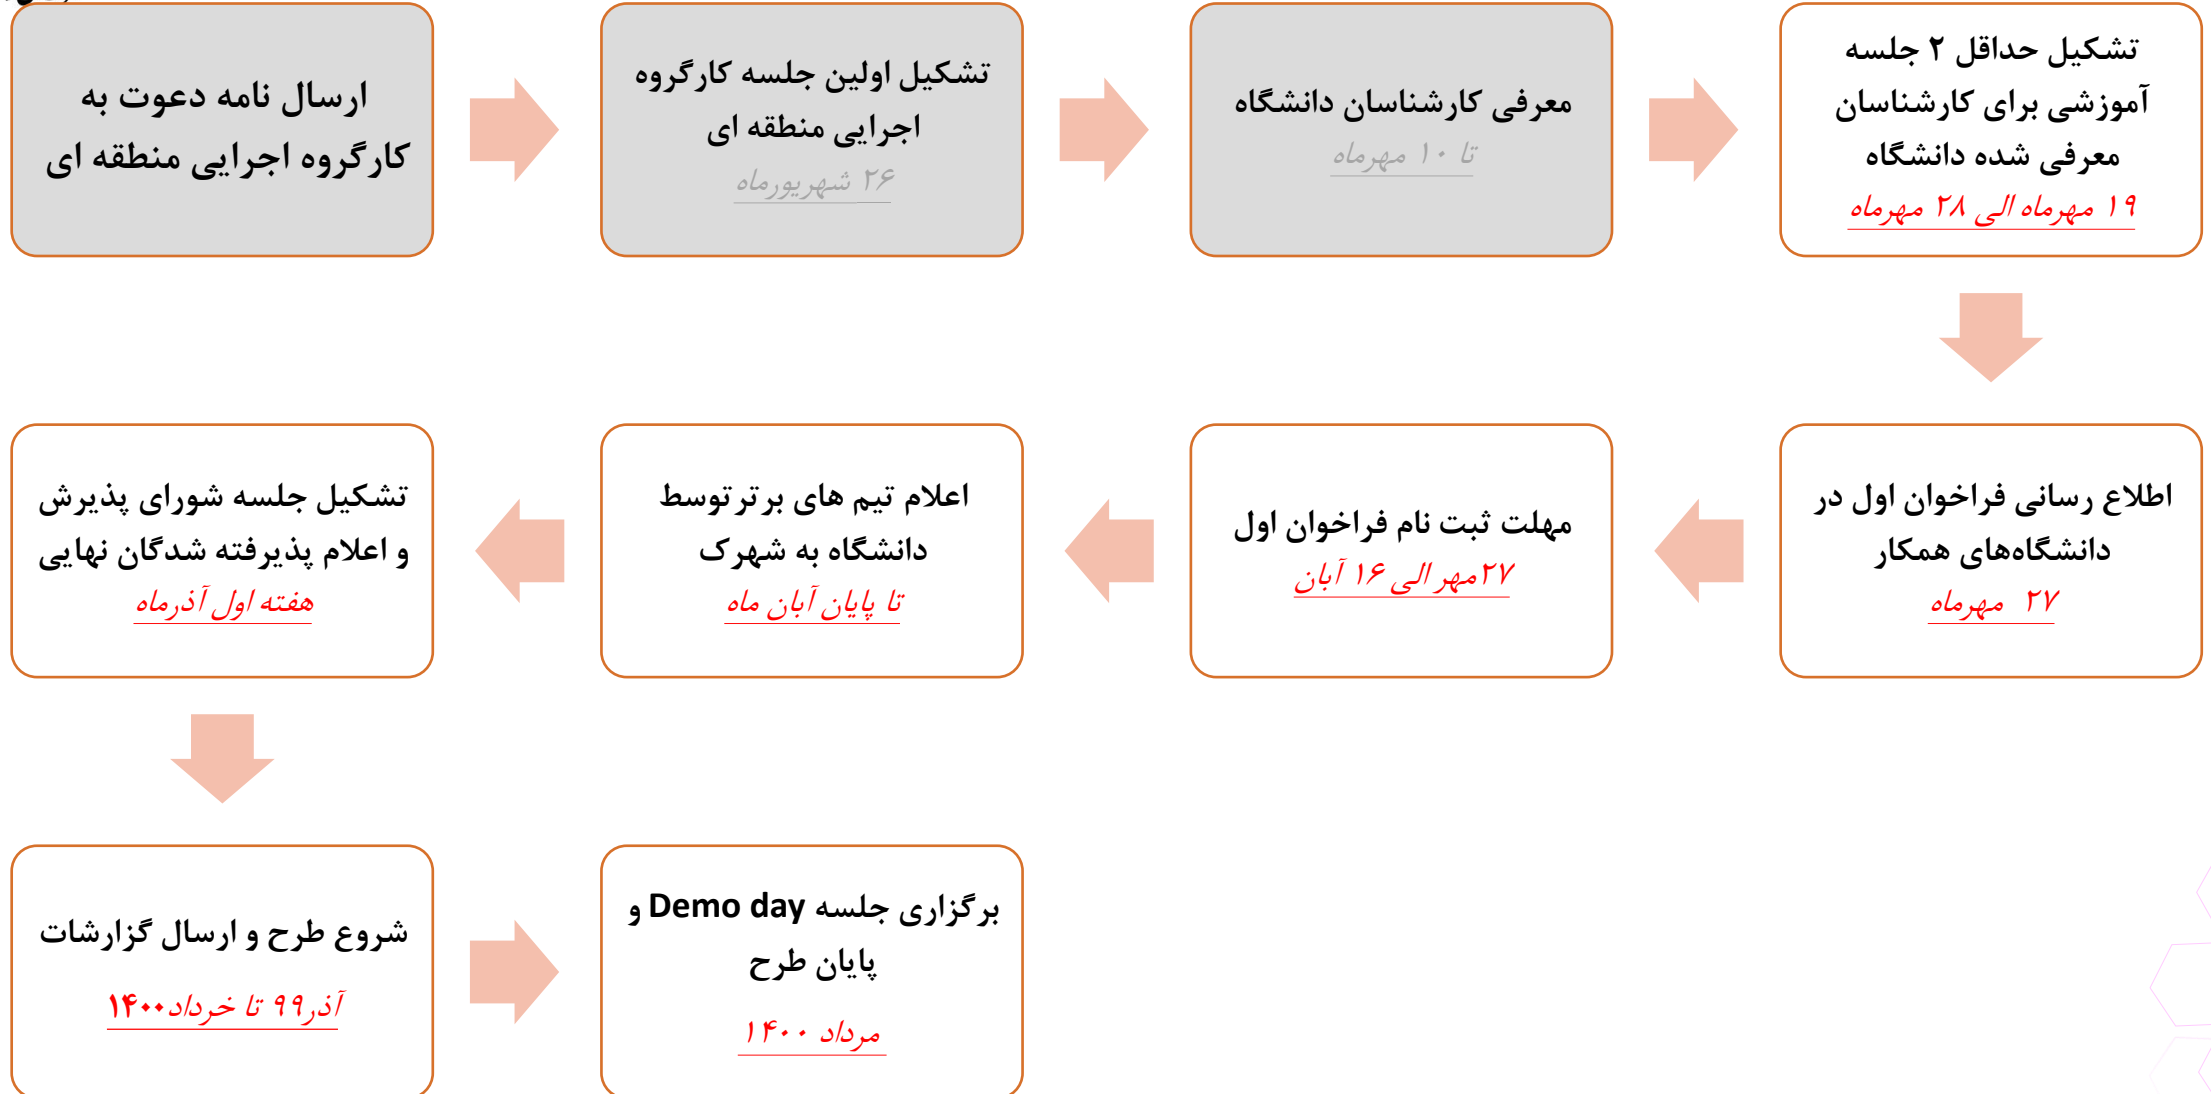 ارسال نامه دعوت به
کارگروه اجرایی منطقه ای
تشکیل اولین جلسه کارگروه
اجرایی منطقه ای
۲۶ شهریورماه
معرفی کارشناسان دانشگاه
تا ۱۰ مهرماه
تشکیل حداقل ۲ جلسه
آموزشی برای کارشناسان
معرفی شده دانشگاه
۱۹ مهرماه الی ۲۸ مهرماه
اطلاع رسانی فراخوان اول در
دانشگاه‌های همکار
۲۷ مهرماه
مهلت ثبت نام فراخوان اول
۲۷مهر الی ۱۶ آبان
اعلام تیم های برتر توسط
دانشگاه به شهرک
تا پایان آبان ماه
تشکیل جلسه شورای پذیرش
و اعلام پذیرفته شدگان نهایی
هفته اول آذرماه
شروع طرح و ارسال گزارشات
آذر۹۹ تا خرداد۱۴۰۰
برگزاری جلسه Demo day و
پایان طرح
مرداد ۱۴۰۰